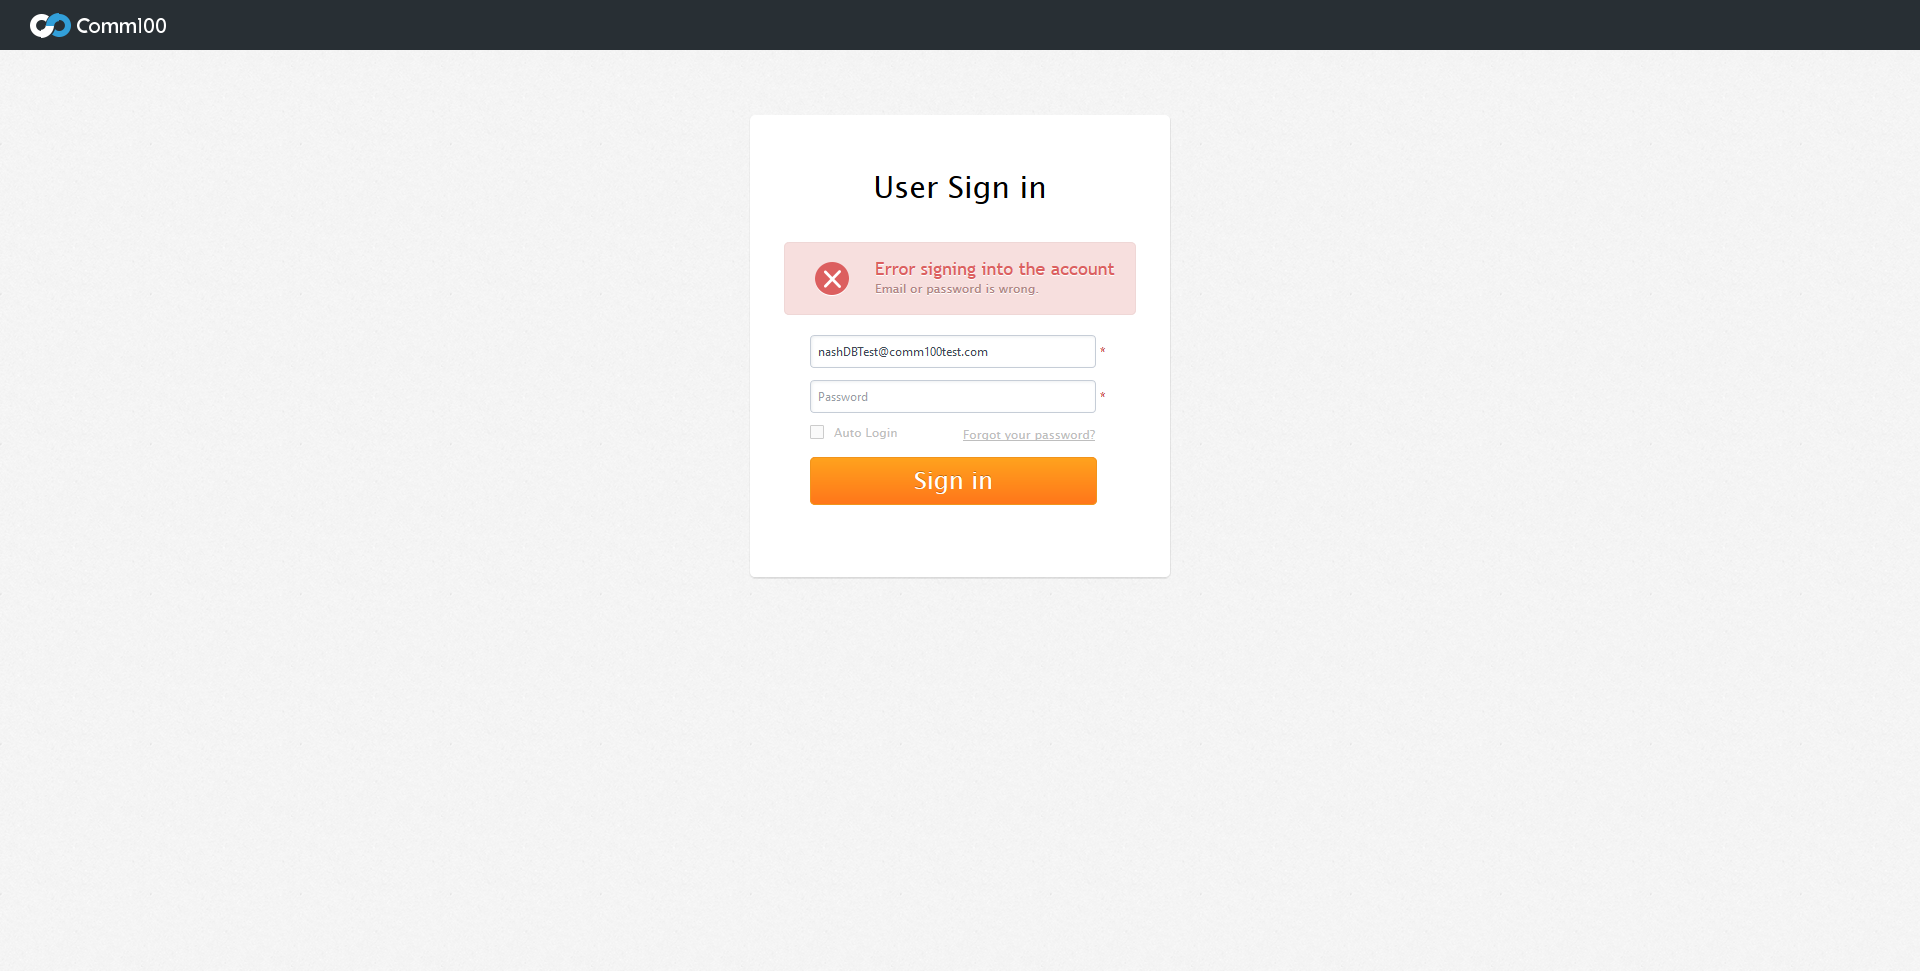 Comm100
User Sign in
Error signing into the account
Email or password is wrong.
nashDBTest@comm100test.com *
Password *
Auto Login Forgot your password?
Sign in